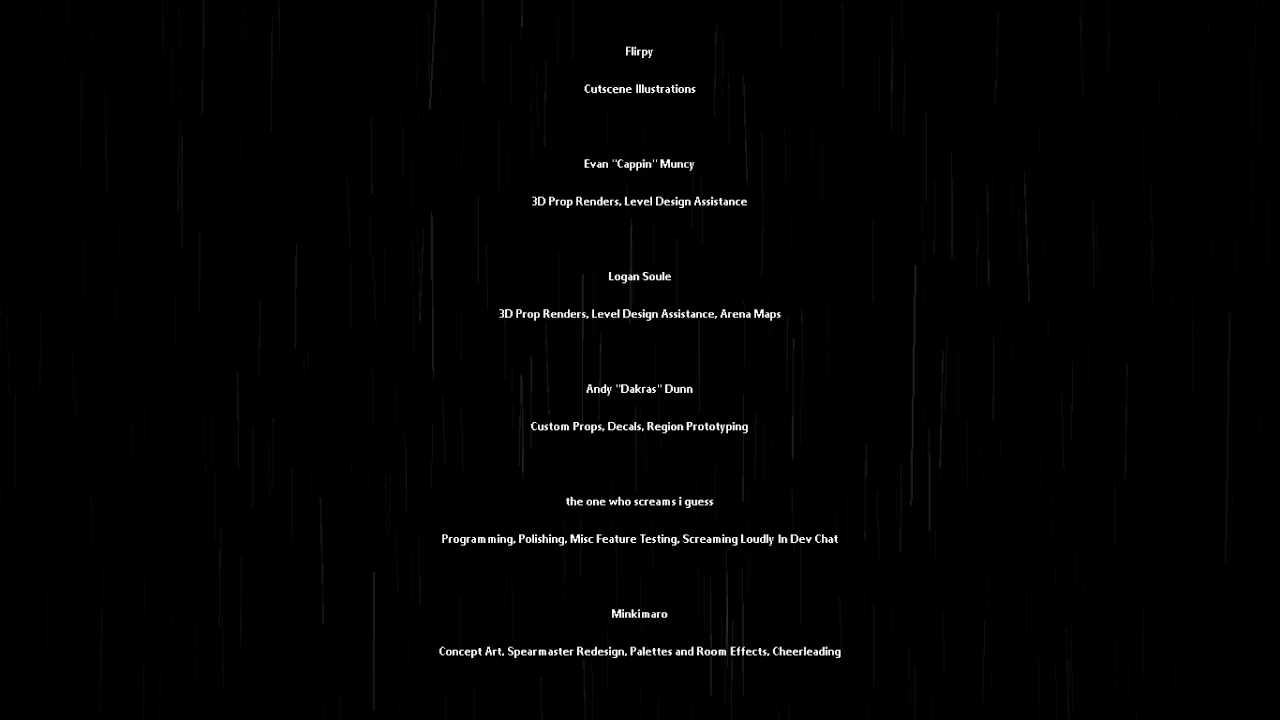 Flirpy
Cutscene Illustrations
Evan "Cappin" Muncy
3D Prop Renders, Level Design Assistance
Logan Soule
3D Prop Renders, Level Design Assistance, Arena Maps
Andy "Dakras" Dunn
Custom Props, Decals, Region Prototyping
the one who screams i guess
Programming, Polishing, Misc Feature Testing, Screaming Loudly In Dev Chat
Minkimaro
Concept Art, Spearmaster Redesign, Palettes and Room Effects, Cheerleading